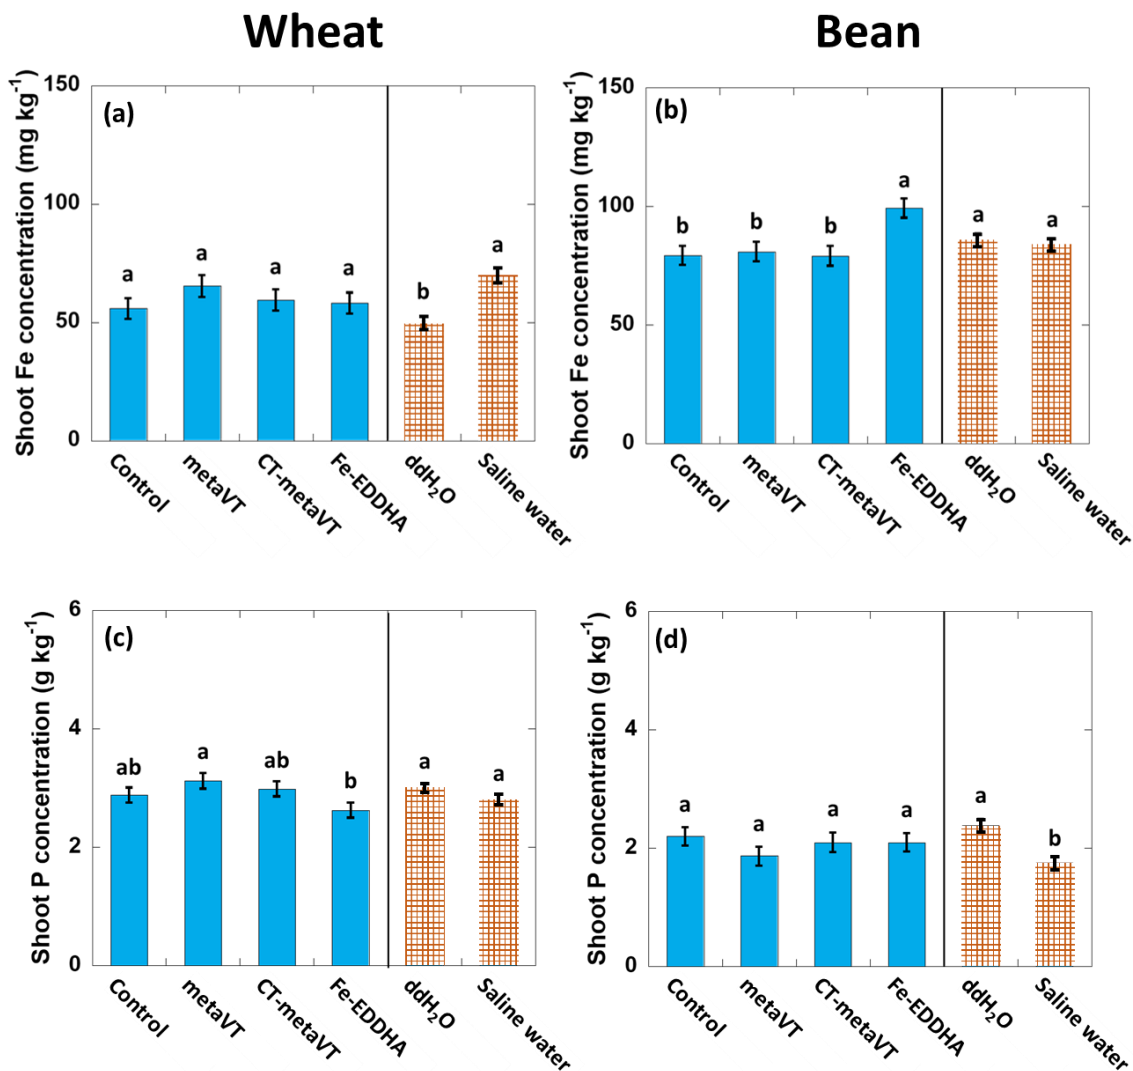 Wheat
Bean
Shoot Fe concentration (mg kg⁻¹)
150
100
50
0
(a)
a
a
a
a
b
a
Control
metaVT
CT-metaVT
Fe-EDDHA
ddH₂O
Saline water
Shoot Fe concentration (mg kg⁻¹)
150
100
50
0
(b)
b
b
b
a
a
a
Control
metaVT
CT-metaVT
Fe-EDDHA
ddH₂O
Saline water
Shoot P concentration (g kg⁻¹)
6
4
2
0
(c)
ab
a
ab
b
a
a
Control
metaVT
CT-metaVT
Fe-EDDHA
ddH₂O
Saline water
Shoot P concentration (g kg⁻¹)
6
4
2
0
(d)
a
a
a
a
a
b
Control
metaVT
CT-metaVT
Fe-EDDHA
ddH₂O
Saline water